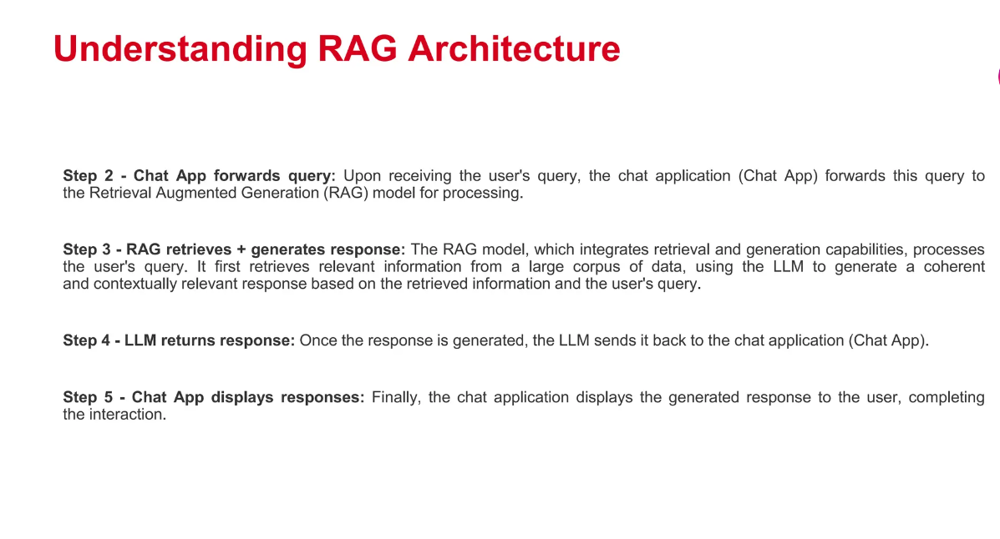 Understanding RAG Architecture
Step 2 - Chat App forwards query: Upon receiving the user's query, the chat application (Chat App) forwards this query to
the Retrieval Augmented Generation (RAG) model for processing.
Step 3 - RAG retrieves + generates response: The RAG model, which integrates retrieval and generation capabilities, processes
the user's query. It first retrieves relevant information from a large corpus of data, using the LLM to generate a coherent
and contextually relevant response based on the retrieved information and the user's query.
Step 4 - LLM returns response: Once the response is generated, the LLM sends it back to the chat application (Chat App).
Step 5 - Chat App displays responses: Finally, the chat application displays the generated response to the user, completing
the interaction.